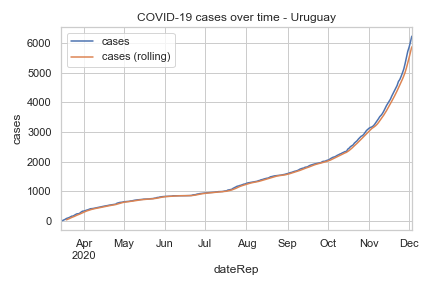 COVID-19 cases over time - Uruguay
cases
cases (rolling)
6000
5000
4000
3000
2000
1000
0
cases
Apr May Jun Jul Aug Sep Oct Nov Dec
2020
dateRep